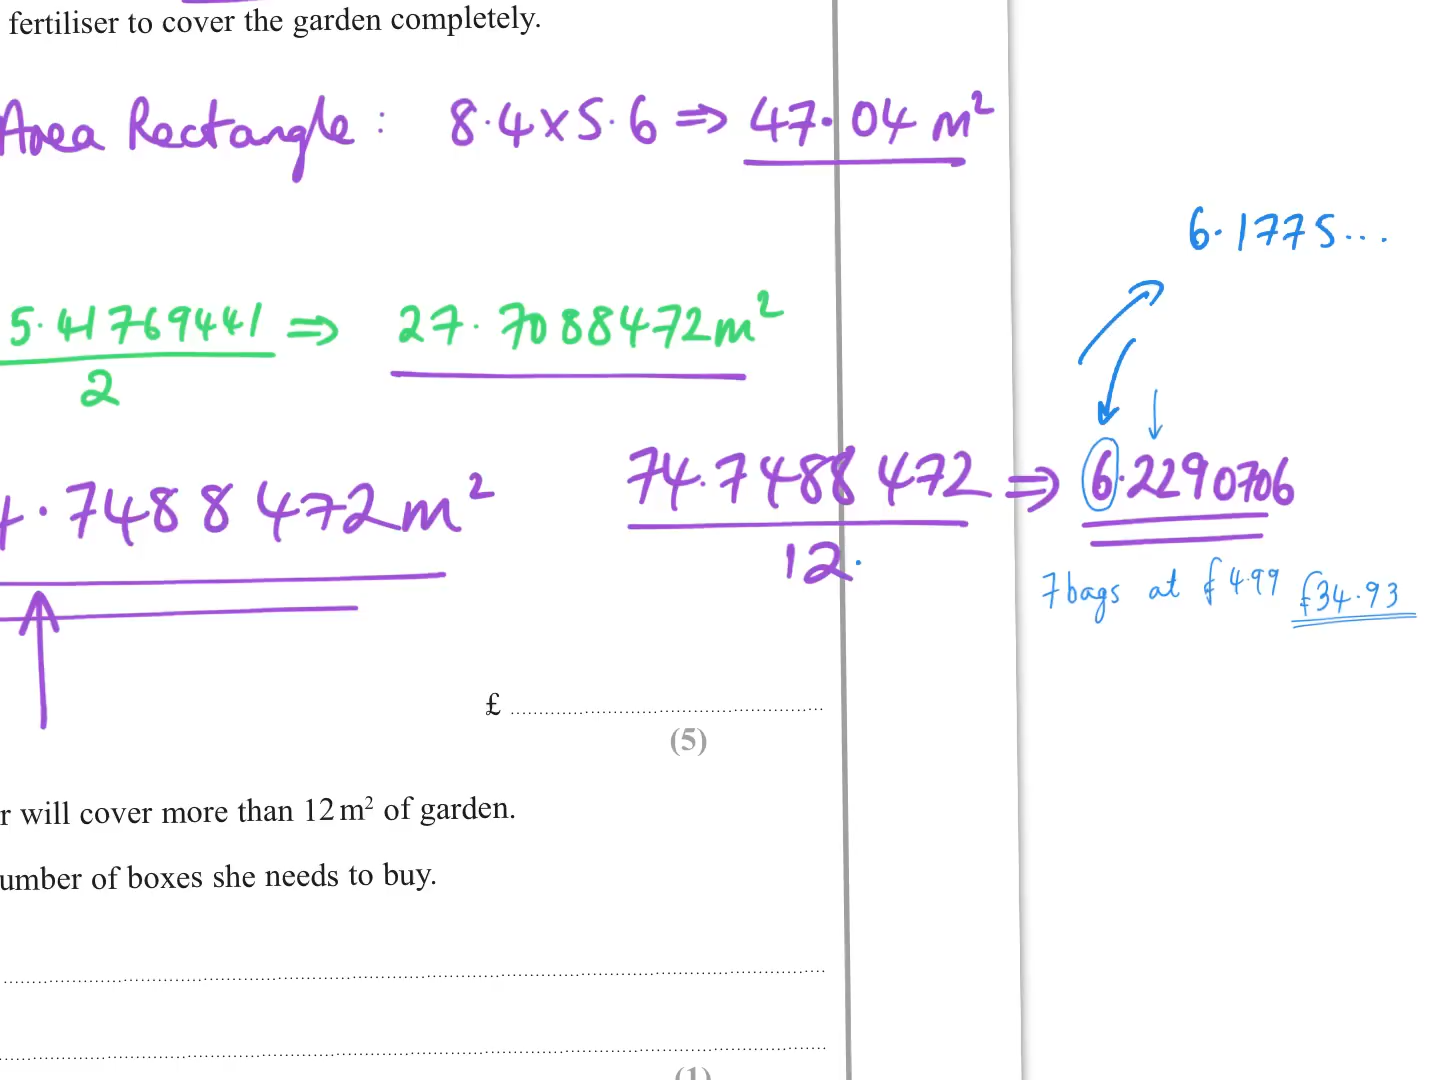 fertiliser to cover the garden completely.
Area Rectangle: 8.4×5.6 ⇒ 47.04 m²
6.1775...
5.41769441 ⇒ 27.7088472m²
2
.7488472m² 74.7488472 ⇒ 6.2290706
12.
7 bags at £4.99 £34.93
£ ........
(5)
r will cover more than 12 m² of garden.
umber of boxes she needs to buy.
(1)